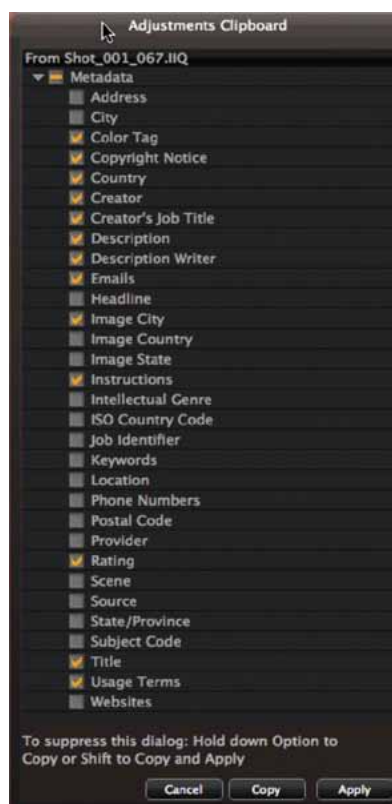 Adjustments Clipboard
From Shot_001_067.IIQ
Metadata
Address
City
Color Tag
Copyright Notice
Country
Creator
Creator's Job Title
Description
Description Writer
Emails
Headline
Image City
Image Country
Image State
Instructions
Intellectual Genre
ISO Country Code
Job Identifier
Keywords
Location
Phone Numbers
Postal Code
Provider
Rating
Scene
Source
State/Province
Subject Code
Title
Usage Terms
Websites
To suppress this dialog: Hold down Option to
Copy or Shift to Copy and Apply
Cancel Copy Apply